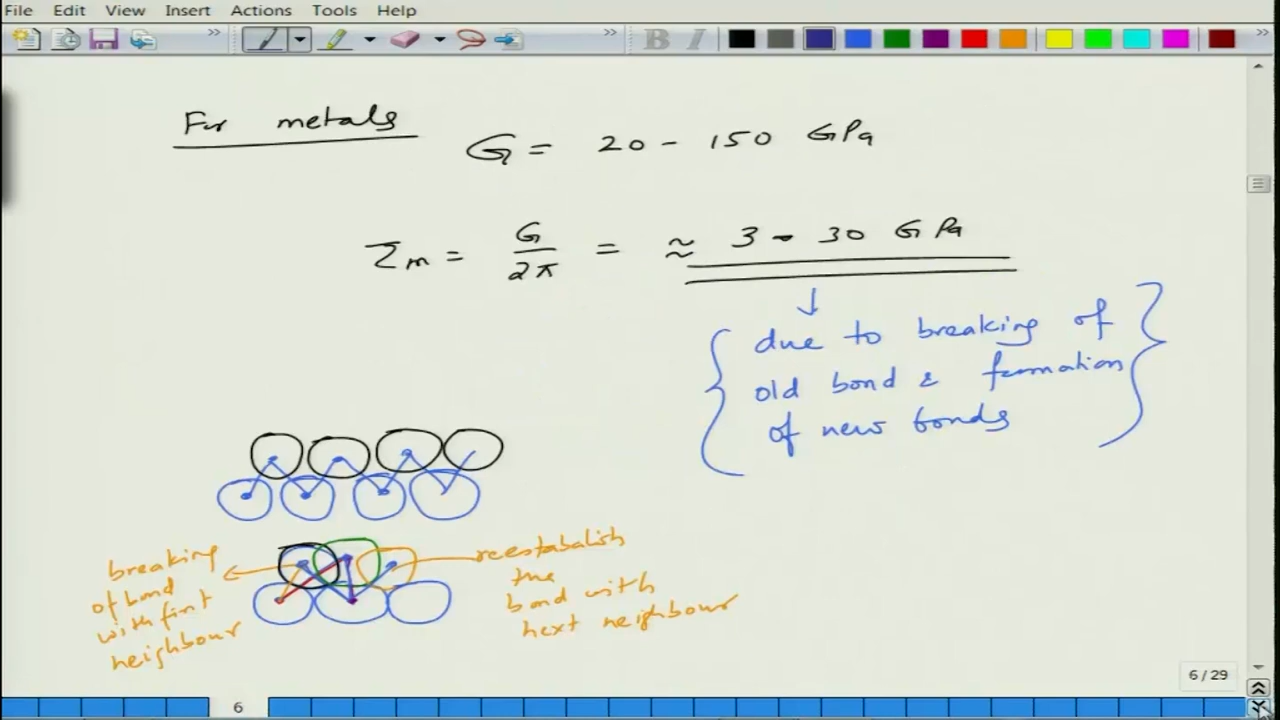 File Edit View Insert Actions Tools Help
For metals
G = 20 - 150 GPa
τm = G/2π = ≈ 3 - 30 GPa
due to breaking of
old bond & formation
of new bonds
breaking
of bond
with first
neighbour
reestabalish
the
bond with
next neighbour
6/29
6